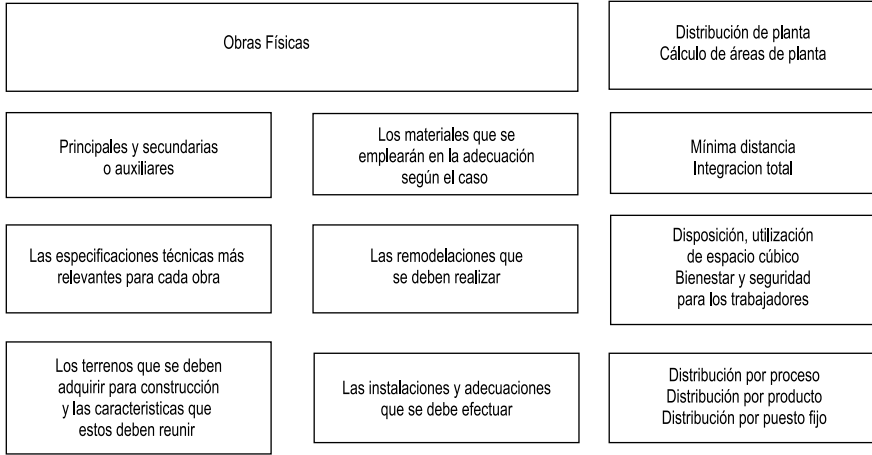 Obras Físicas
Distribución de planta
Cálculo de áreas de planta
Principales y secundarias
o auxiliares
Los materiales que se
emplearán en la adecuación
según el caso
Mínima distancia
Integracion total
Las especificaciones técnicas más
relevantes para cada obra
Las remodelaciones que
se deben realizar
Disposición, utilización
de espacio cúbico
Bienestar y seguridad
para los trabajadores
Los terrenos que se deben
adquirir para construcción
y las caracteristicas que
estos deben reunir
Las instalaciones y adecuaciones
que se debe efectuar
Distribución por proceso
Distribución por producto
Distribución por puesto fijo